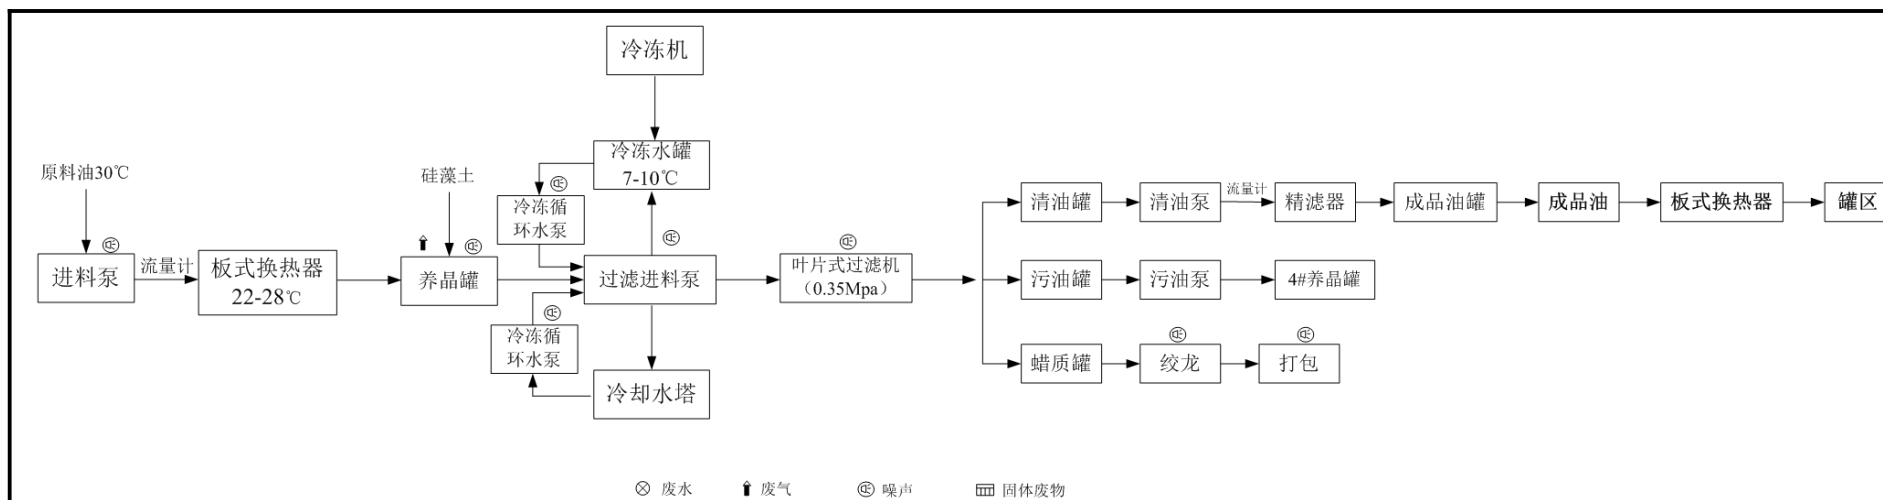 冷冻机
冷冻水罐
7-10℃
原料油30℃
硅藻土
冷冻循
环水泵
进料泵
流量计
板式换热器
22-28℃
养晶罐
过滤进料泵
冷冻循
环水泵
冷却水塔
叶片式过滤机
（0.35Mpa）
清油罐
清油泵
流量计
精滤器
成品油罐
成品油
板式换热器
罐区
污油罐
污油泵
4#养晶罐
蜡质罐
绞龙
打包
废水
废气
噪声
固体废物